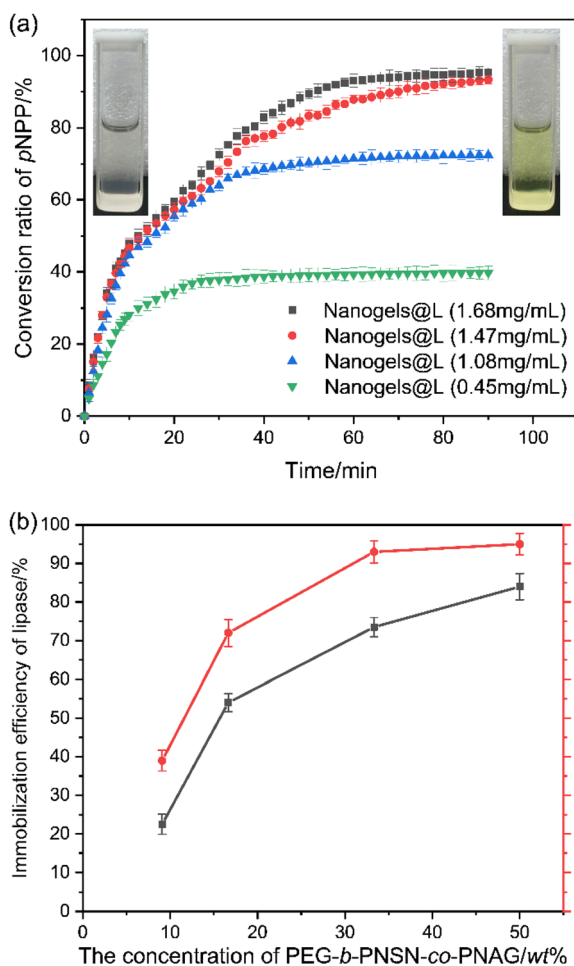 (a)
Conversion ratio of pNPP/%
100
80
60
40
20
0
Nanogels@L (1.68mg/mL)
Nanogels@L (1.47mg/mL)
Nanogels@L (1.08mg/mL)
Nanogels@L (0.45mg/mL)
0 20 40 60 80 100
Time/min
(b)
Immobilization efficiency of lipase/%
100
90
80
70
60
50
40
30
20
10
0
0 10 20 30 40 50
The concentration of PEG-b-PNSN-co-PNAG/wt%